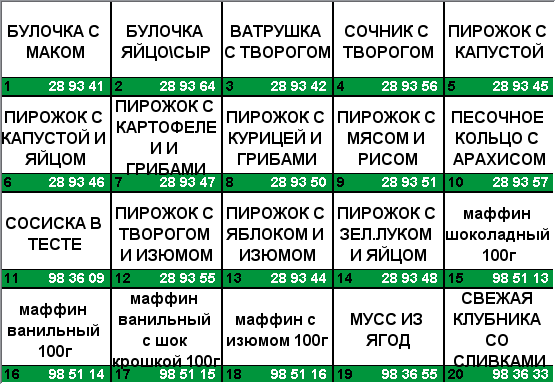 БУЛОЧКА С
МАКОМ
1 28 93 41
БУЛОЧКА
ЯЙЦО\СЫР
2 28 93 64
ВАТРУШКА
С ТВОРОГОМ
3 28 93 42
СОЧНИК С
ТВОРОГОМ
4 28 93 56
ПИРОЖОК С
КАПУСТОЙ
5 28 93 45
ПИРОЖОК С
КАПУСТОЙ И
ЯЙЦОМ
6 28 93 46
ПИРОЖОК С
КАРТОФЕЛЕ
И И
ГРИБАМИ
7 28 93 47
ПИРОЖОК С
КУРИЦЕЙ И
ГРИБАМИ
8 28 93 50
ПИРОЖОК С
МЯСОМ И
РИСОМ
9 28 93 51
ПЕСОЧНОЕ
КОЛЬЦО С
АРАХИСОМ
10 28 93 57
СОСИСКА В
ТЕСТЕ
11 98 36 09
ПИРОЖОК С
ТВОРОГОМ
И ИЗЮМОМ
12 28 93 55
ПИРОЖОК С
ЯБЛОКОМ И
ИЗЮМОМ
13 28 93 44
ПИРОЖОК С
ЗЕЛ.ЛУКОМ
И ЯЙЦОМ
14 28 93 48
маффин
шоколадный
100г
15 98 51 13
маффин
ванильный
100г
16 98 51 14
маффин
ванильный
с шок
крошкой 100г
17 98 51 15
маффин с
изюмом 100г
18 98 51 16
МУСС ИЗ
ЯГОД
19 98 36 55
СВЕЖАЯ
КЛУБНИКА
СО
СЛИВКАМИ
20 98 36 33